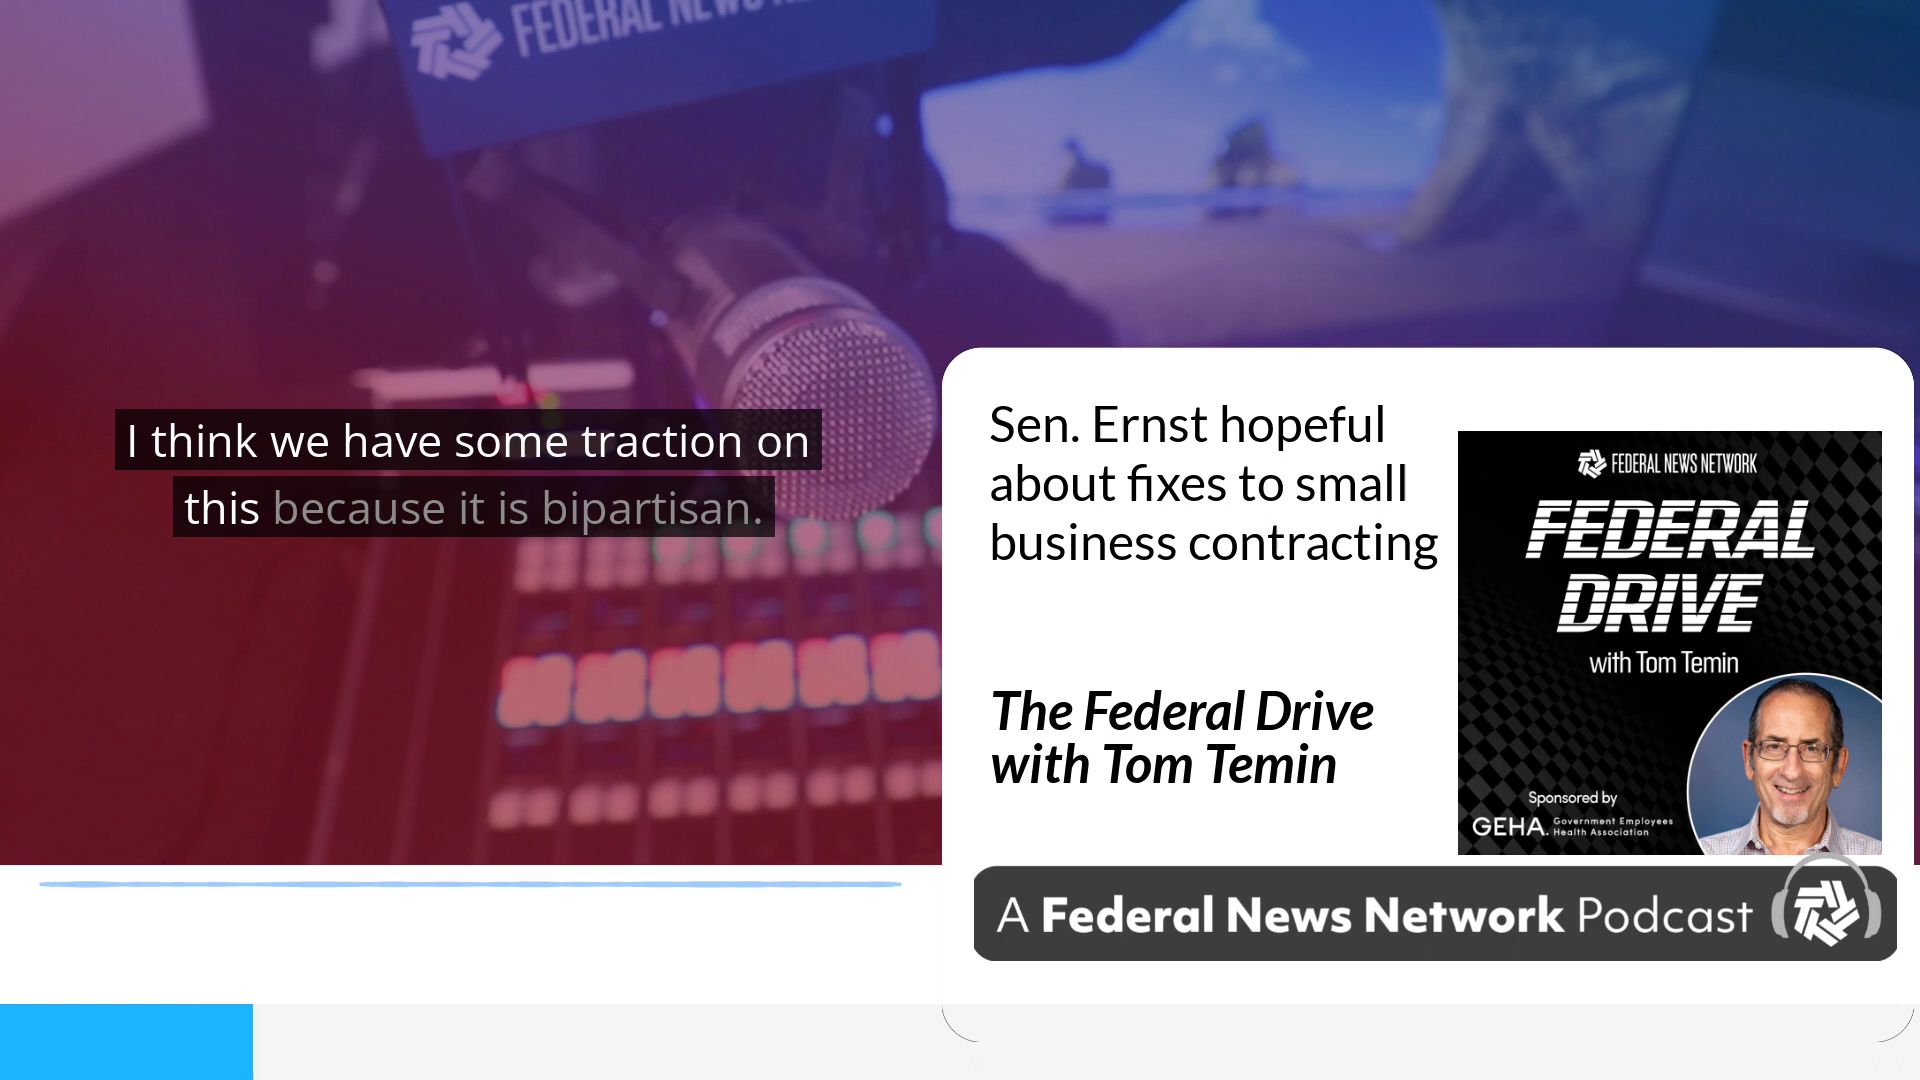 FEDERAL NEWS
I think we have some traction on
this because it is bipartisan.
Sen. Ernst hopeful
about fixes to small
business contracting
The Federal Drive
with Tom Temin
FEDERAL NEWS NETWORK
FEDERAL
DRIVE
with Tom Temin
Sponsored by
GEHA. Government Employees
Health Association
A Federal News Network Podcast